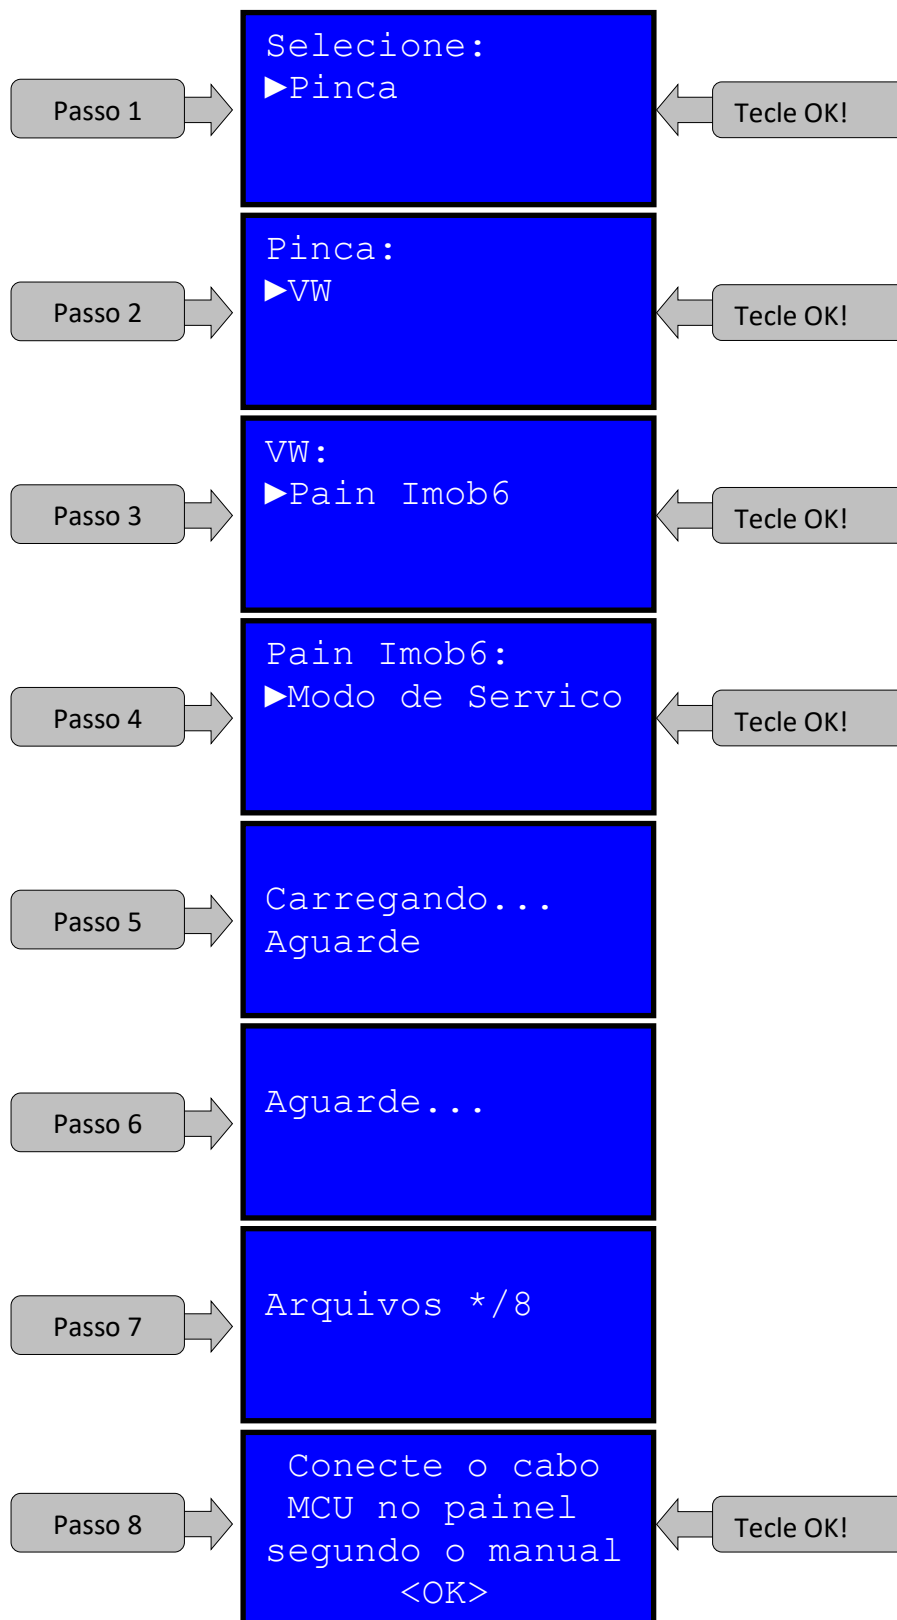 Passo 1
Selecione:
►Pinca
Tecle OK!
Passo 2
Pinca:
►VW
Tecle OK!
Passo 3
VW:
►Pain Imob6
Tecle OK!
Passo 4
Pain Imob6:
►Modo de Servico
Tecle OK!
Passo 5
Carregando...
Aguarde
Passo 6
Aguarde...
Passo 7
Arquivos */8
Passo 8
Conecte o cabo
MCU no painel
segundo o manual
<OK>
Tecle OK!